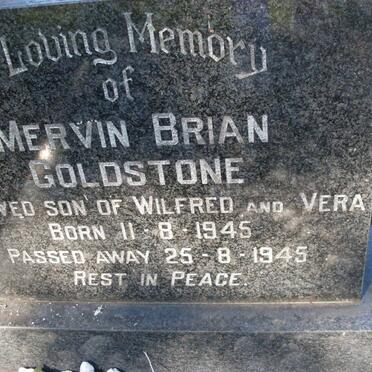 Loving Memory
of
MERVIN BRIAN
GOLDSTONE
VED SON OF WILFRED AND VERA
BORN 11-8-1945
PASSED AWAY 25-8-1945
REST IN PEACE.